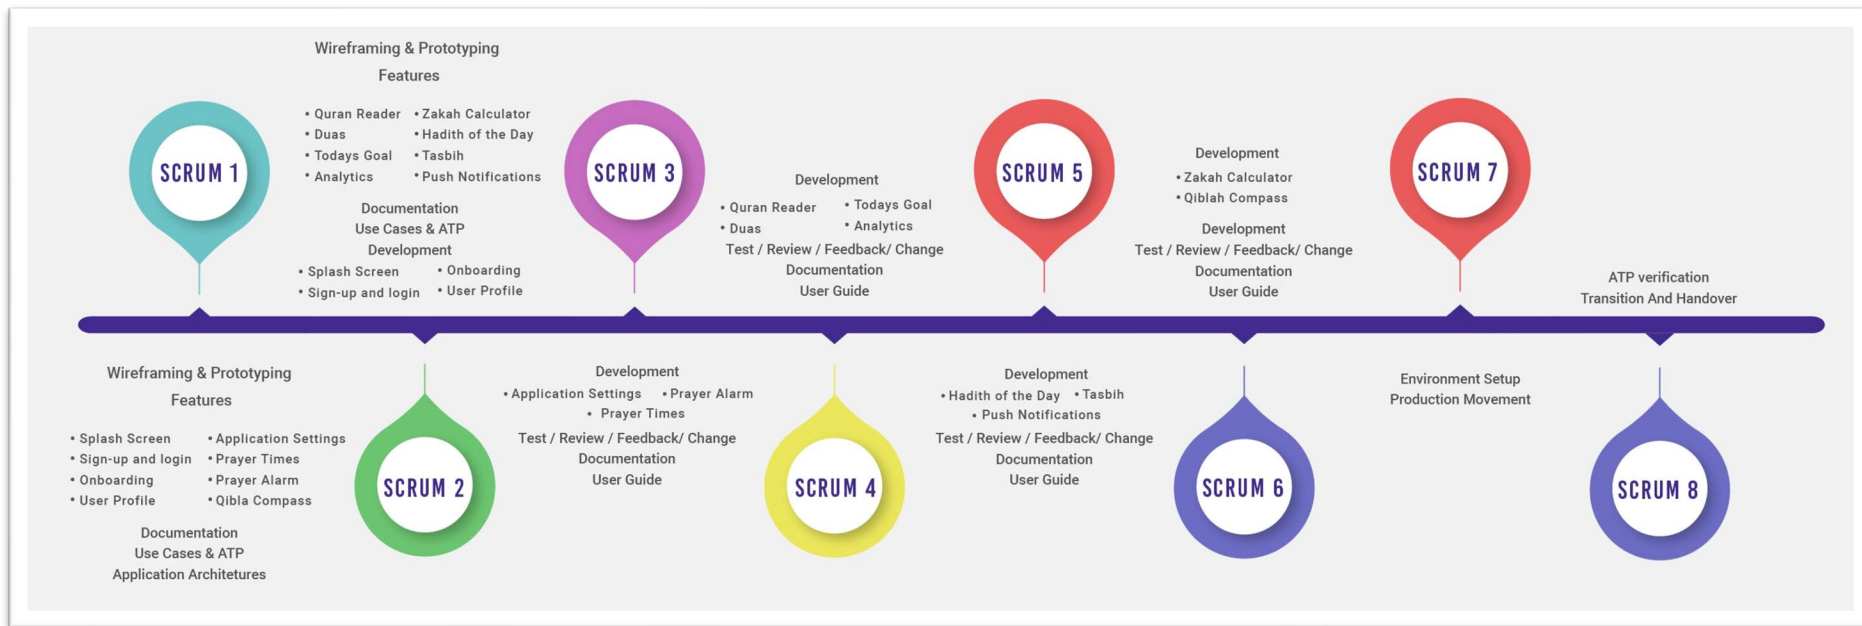 SCRUM 1
Wireframing & Prototyping
Features
• Splash Screen
• Sign-up and login
• Onboarding
• User Profile
• Application Settings
• Prayer Times
• Prayer Alarm
• Qibla Compass
Documentation
Use Cases & ATP
Application Architetures
SCRUM 2
Wireframing & Prototyping
Features
• Quran Reader
• Duas
• Todays Goal
• Analytics
• Zakah Calculator
• Hadith of the Day
• Tasbih
• Push Notifications
Documentation
Use Cases & ATP
Development
• Splash Screen
• Sign-up and login
• Onboarding
• User Profile
SCRUM 3
Development
• Application Settings • Prayer Alarm
• Prayer Times
Test / Review / Feedback/ Change
Documentation
User Guide
SCRUM 4
Development
• Quran Reader
• Duas
• Todays Goal
• Analytics
Test / Review / Feedback/ Change
Documentation
User Guide
SCRUM 5
Development
• Hadith of the Day • Tasbih
• Push Notifications
Test / Review / Feedback/ Change
Documentation
User Guide
SCRUM 6
Development
• Zakah Calculator
• Qiblah Compass
Development
Test / Review / Feedback/ Change
Documentation
User Guide
SCRUM 7
Environment Setup
Production Movement
SCRUM 8
ATP verification
Transition And Handover